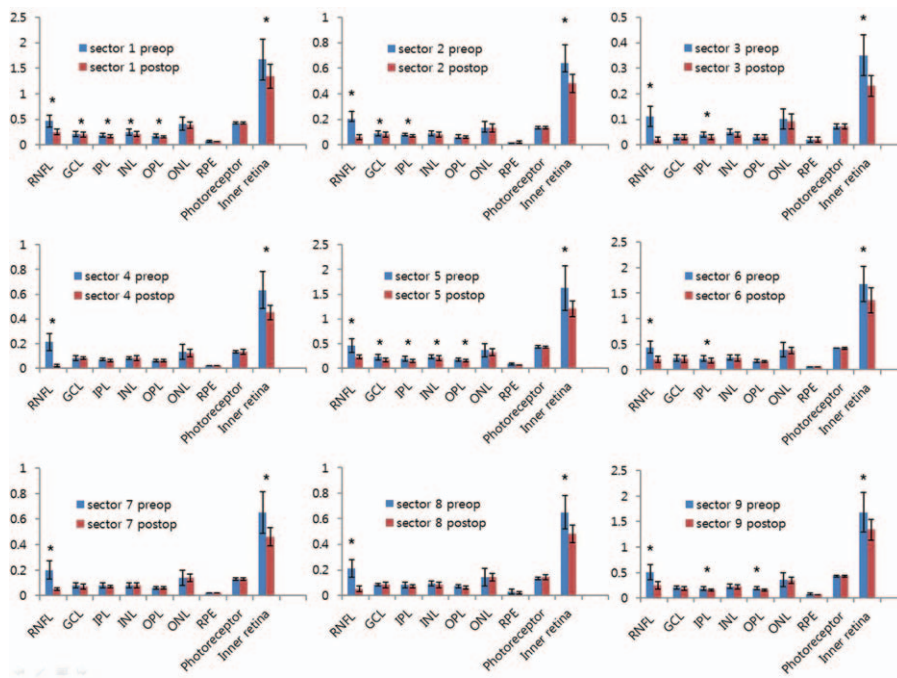 2.5
2
1.5
1
0.5
0
sector 1 preop
sector 1 postop
*
*
*
*
*
*
RNFL
GCL
IPL
INL
OPL
ONL
RPE
Photoreceptor
Inner retina
1
0.8
0.6
0.4
0.2
0
sector 2 preop
sector 2 postop
*
*
*
*
RNFL
GCL
IPL
INL
OPL
ONL
RPE
Photoreceptor
Inner retina
0.5
0.4
0.3
0.2
0.1
0
sector 3 preop
sector 3 postop
*
*
*
RNFL
GCL
IPL
INL
OPL
ONL
RPE
Photoreceptor
Inner retina
1
0.8
0.6
0.4
0.2
0
sector 4 preop
sector 4 postop
*
*
RNFL
GCL
IPL
INL
OPL
ONL
RPE
Photoreceptor
Inner retina
2.5
2
1.5
1
0.5
0
sector 5 preop
sector 5 postop
*
*
*
*
*
*
RNFL
GCL
IPL
INL
OPL
ONL
RPE
Photoreceptor
Inner retina
2.5
2
1.5
1
0.5
0
sector 6 preop
sector 6 postop
*
*
*
RNFL
GCL
IPL
INL
OPL
ONL
RPE
Photoreceptor
Inner retina
1
0.8
0.6
0.4
0.2
0
sector 7 preop
sector 7 postop
*
*
RNFL
GCL
IPL
INL
OPL
ONL
RPE
Photoreceptor
Inner retina
1
0.8
0.6
0.4
0.2
0
sector 8 preop
sector 8 postop
*
*
RNFL
GCL
IPL
INL
OPL
ONL
RPE
Photoreceptor
Inner retina
2.5
2
1.5
1
0.5
0
sector 9 preop
sector 9 postop
*
*
*
*
RNFL
GCL
IPL
INL
OPL
ONL
RPE
Photoreceptor
Inner retina